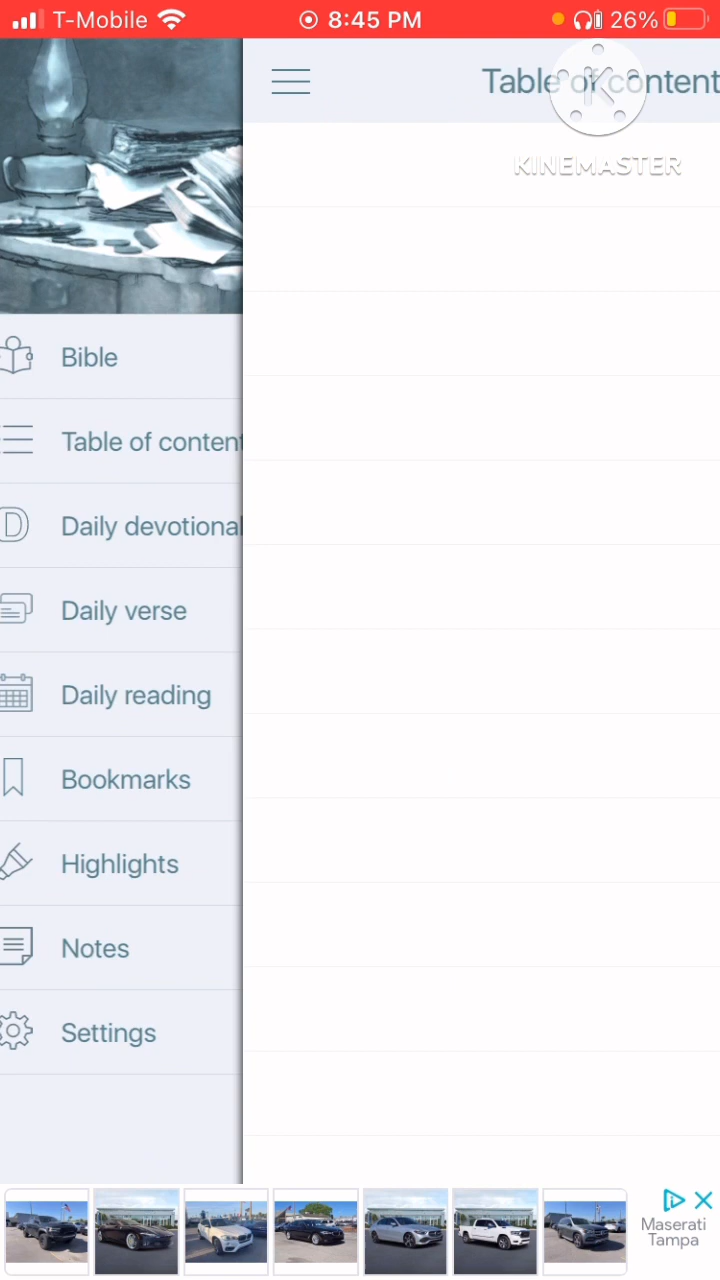 T-Mobile 8:45 PM 26%
Table of content
KINEMASTER
Bible
Table of content
Daily devotional
Daily verse
Daily reading
Bookmarks
Highlights
Notes
Settings
Maserati
Tampa